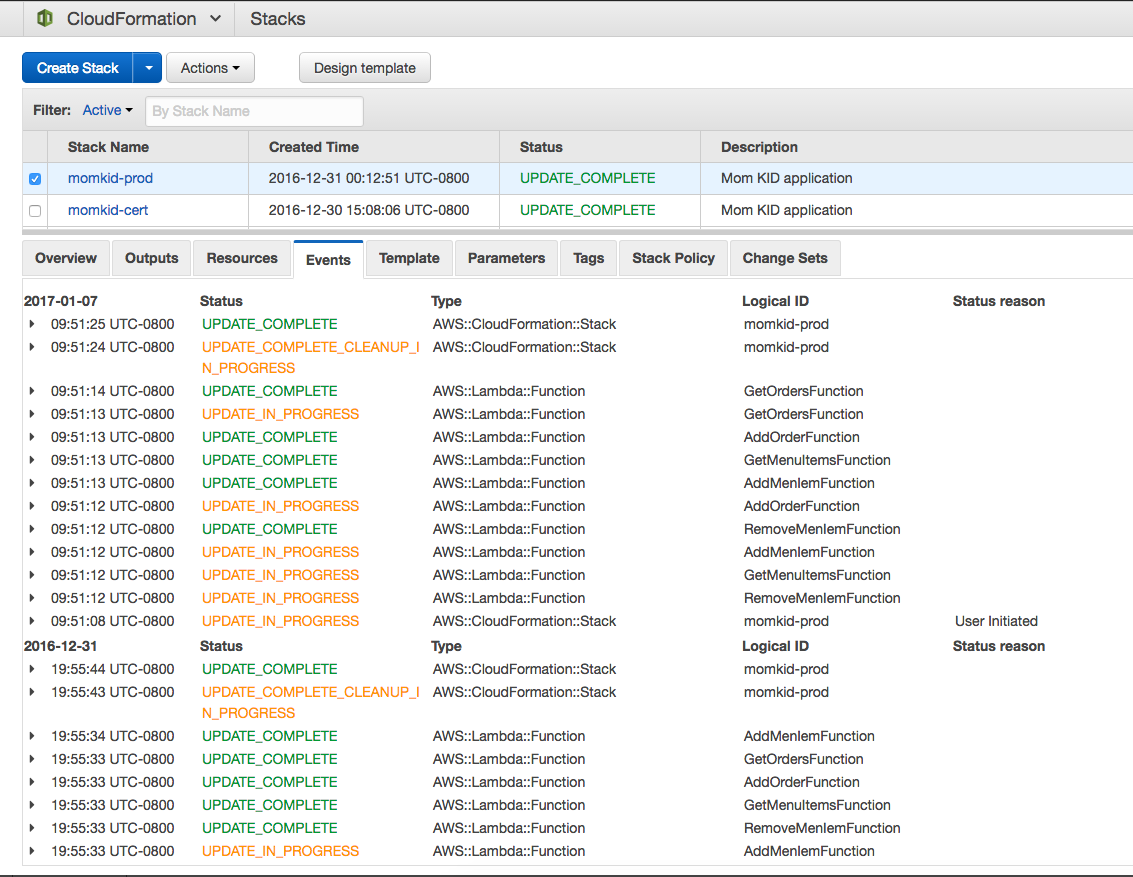 CloudFormation Stacks
Create Stack Actions Design template
Filter: Active By Stack Name
Stack Name Created Time Status Description
momkid-prod 2016-12-31 00:12:51 UTC-0800 UPDATE_COMPLETE Mom KID application
momkid-cert 2016-12-30 15:08:06 UTC-0800 UPDATE_COMPLETE Mom KID application
Overview Outputs Resources Events Template Parameters Tags Stack Policy Change Sets
2017-01-07 Status Type Logical ID Status reason
09:51:25 UTC-0800 UPDATE_COMPLETE AWS::CloudFormation::Stack momkid-prod
09:51:24 UTC-0800 UPDATE_COMPLETE_CLEANUP_I AWS::CloudFormation::Stack momkid-prod
N_PROGRESS
09:51:14 UTC-0800 UPDATE_COMPLETE AWS::Lambda::Function GetOrdersFunction
09:51:13 UTC-0800 UPDATE_IN_PROGRESS AWS::Lambda::Function GetOrdersFunction
09:51:13 UTC-0800 UPDATE_COMPLETE AWS::Lambda::Function AddOrderFunction
09:51:13 UTC-0800 UPDATE_COMPLETE AWS::Lambda::Function GetMenuItemsFunction
09:51:13 UTC-0800 UPDATE_COMPLETE AWS::Lambda::Function AddMenIemFunction
09:51:12 UTC-0800 UPDATE_IN_PROGRESS AWS::Lambda::Function AddOrderFunction
09:51:12 UTC-0800 UPDATE_COMPLETE AWS::Lambda::Function RemoveMenIemFunction
09:51:12 UTC-0800 UPDATE_IN_PROGRESS AWS::Lambda::Function AddMenIemFunction
09:51:12 UTC-0800 UPDATE_IN_PROGRESS AWS::Lambda::Function GetMenuItemsFunction
09:51:12 UTC-0800 UPDATE_IN_PROGRESS AWS::Lambda::Function RemoveMenIemFunction
09:51:08 UTC-0800 UPDATE_IN_PROGRESS AWS::CloudFormation::Stack momkid-prod User Initiated
2016-12-31 Status Type Logical ID Status reason
19:55:44 UTC-0800 UPDATE_COMPLETE AWS::CloudFormation::Stack momkid-prod
19:55:43 UTC-0800 UPDATE_COMPLETE_CLEANUP_I AWS::CloudFormation::Stack momkid-prod
N_PROGRESS
19:55:34 UTC-0800 UPDATE_COMPLETE AWS::Lambda::Function AddMenIemFunction
19:55:33 UTC-0800 UPDATE_COMPLETE AWS::Lambda::Function GetOrdersFunction
19:55:33 UTC-0800 UPDATE_COMPLETE AWS::Lambda::Function AddOrderFunction
19:55:33 UTC-0800 UPDATE_COMPLETE AWS::Lambda::Function GetMenuItemsFunction
19:55:33 UTC-0800 UPDATE_COMPLETE AWS::Lambda::Function RemoveMenIemFunction
19:55:33 UTC-0800 UPDATE_IN_PROGRESS AWS::Lambda::Function AddMenIemFunction